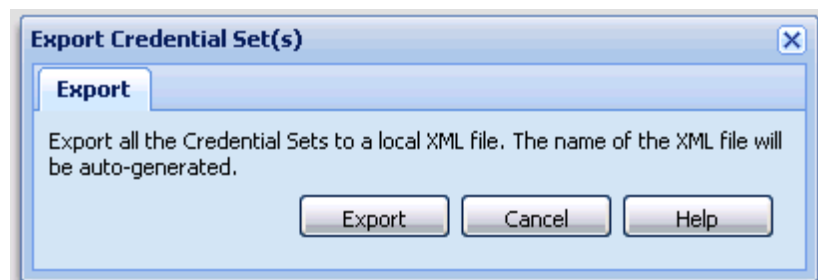 Export Credential Set(s)
Export
Export all the Credential Sets to a local XML file. The name of the XML file will
be auto-generated.
Export Cancel Help